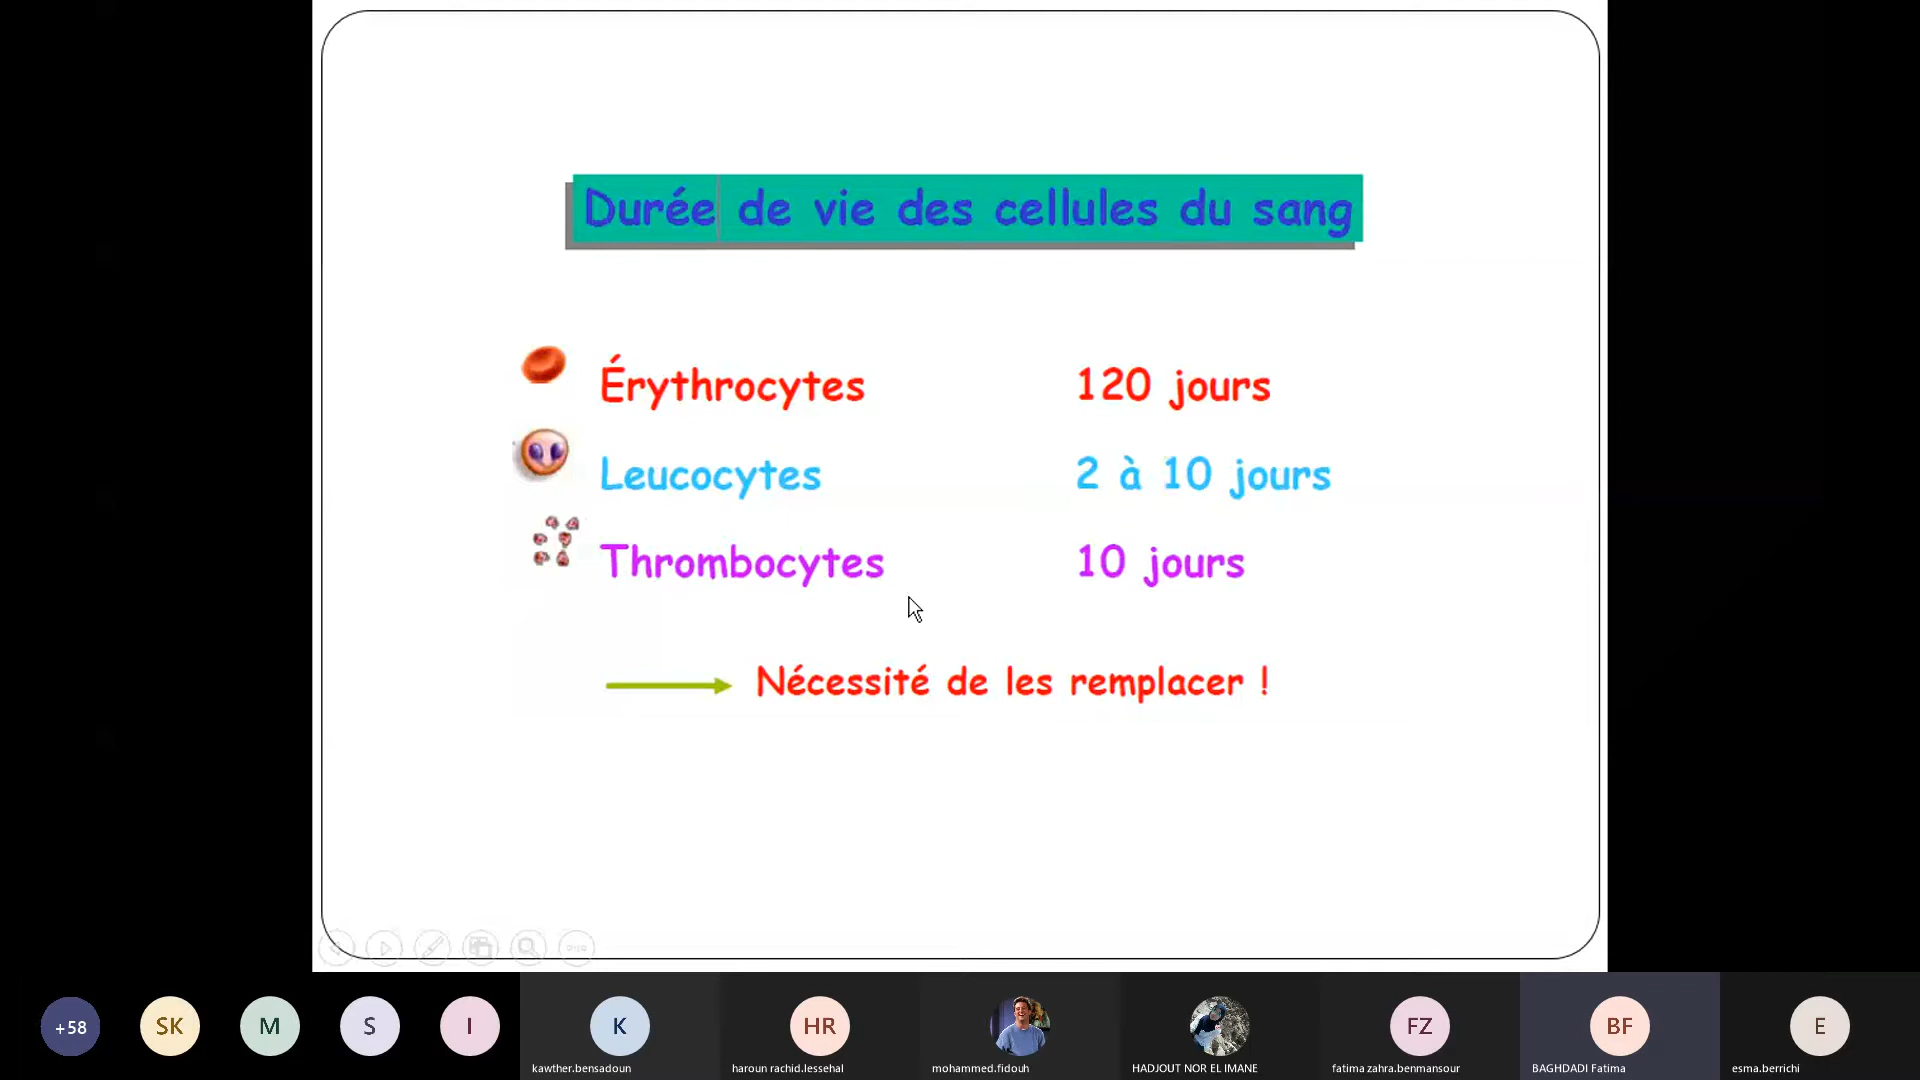 Durée de vie des cellules du sang
Érythrocytes 120 jours
Leucocytes 2 à 10 jours
Thrombocytes 10 jours
Nécessité de les remplacer !
+58 SK M S I K HR FZ BF E
kawther.bensadoun haroun rachid.lessehal mohammed.fidouh HADJOUT NOR EL IMANE fatima zahra.benmansour BAGHDADI Fatima esma.berrichi